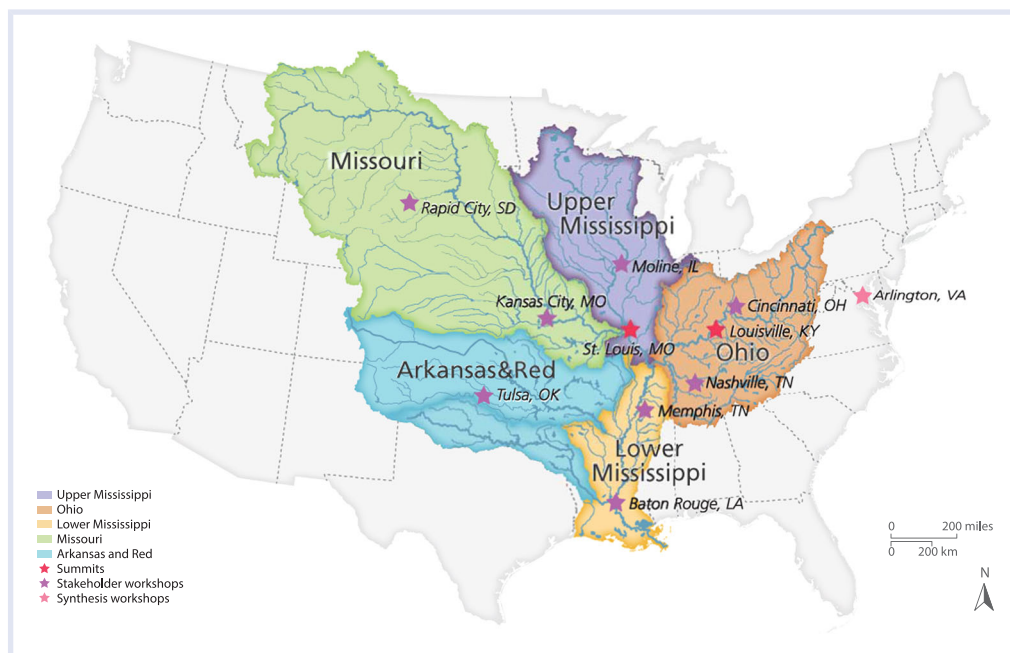 Missouri
Rapid City, SD
Upper
Mississippi
Moline, IL
Kansas City, MO
Cincinnati, OH
Arlington, VA
St. Louis, MO
Louisville, KY
Ohio
Arkansas&Red
Tulsa, OK
Nashville, TN
Memphis, TN
Lower
Mississippi
Baton Rouge, LA
Upper Mississippi
Ohio
Lower Mississippi
Missouri
Arkansas and Red
Summits
Stakeholder workshops
Synthesis workshops
0 200 miles
0 200 km
N